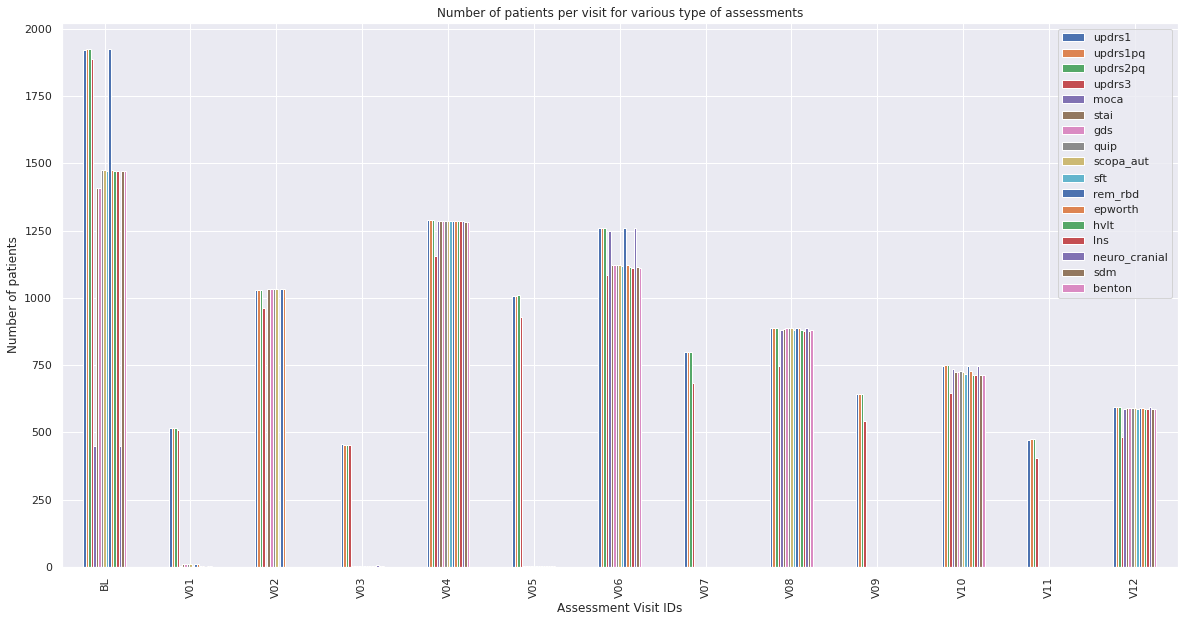 Number of patients per visit for various type of assessments
Number of patients
2000
1750
1500
1250
1000
750
500
250
0
updrs1
updrs1pq
updrs2pq
updrs3
moca
stai
gds
quip
scopa_aut
sft
rem_rbd
epworth
hvlt
lns
neuro_cranial
sdm
benton
BL
V01
V02
V03
V04
V05
V06
V07
V08
V09
V10
V11
V12
Assessment Visit IDs